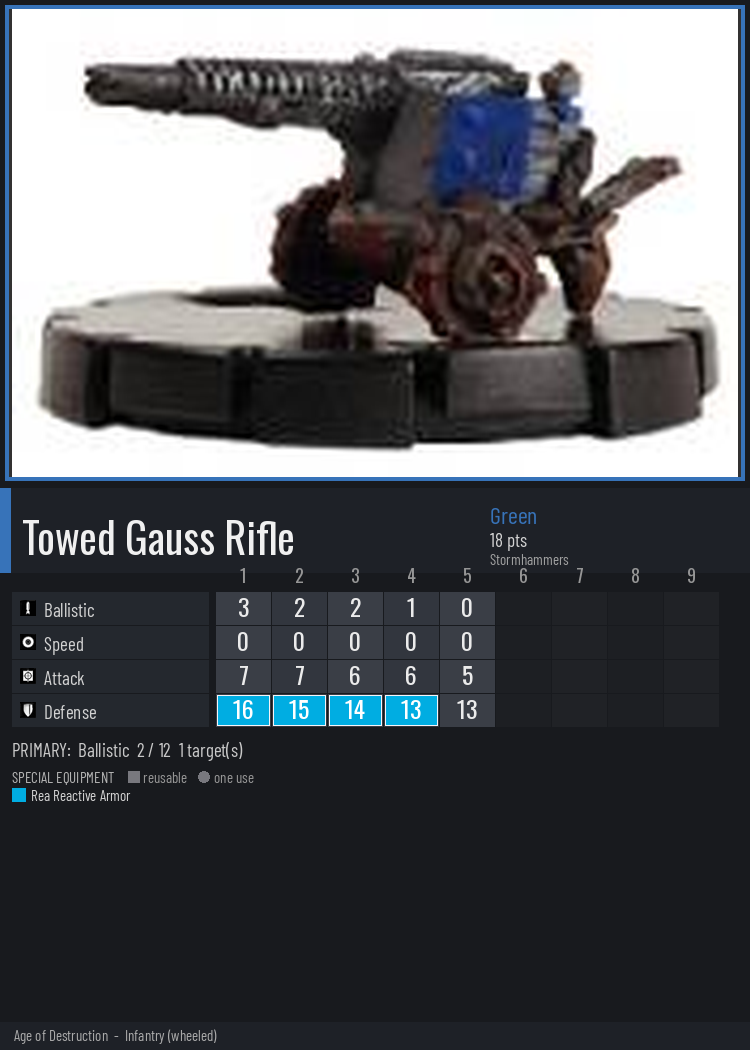 Towed Gauss Rifle
Green
18 pts
Stormhammers
1 2 3 4 5 6 7 8 9
Ballistic 3 2 2 1 0
Speed 0 0 0 0 0
Attack 7 7 6 6 5
Defense 16 15 14 13 13
PRIMARY: Ballistic 2 / 12 1 target(s)
SPECIAL EQUIPMENT reusable one use
Rea Reactive Armor
Age of Destruction - Infantry (wheeled)